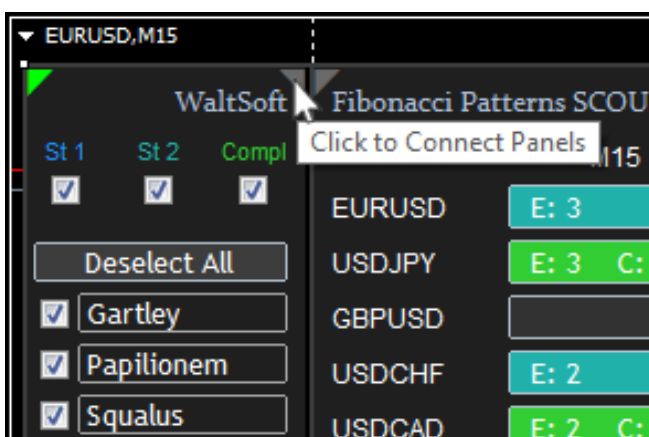 EURUSD,M15
WaltSoft
Fibonacci Patterns SCOU
Click to Connect Panels
St 1 St 2 Compl
M15
EURUSD E: 3
Deselect All
USDJPY E: 3 C:
Gartley
GBPUSD
Papilionem
USDCHF E: 2
Squalus
USDCAD E: 2 C: